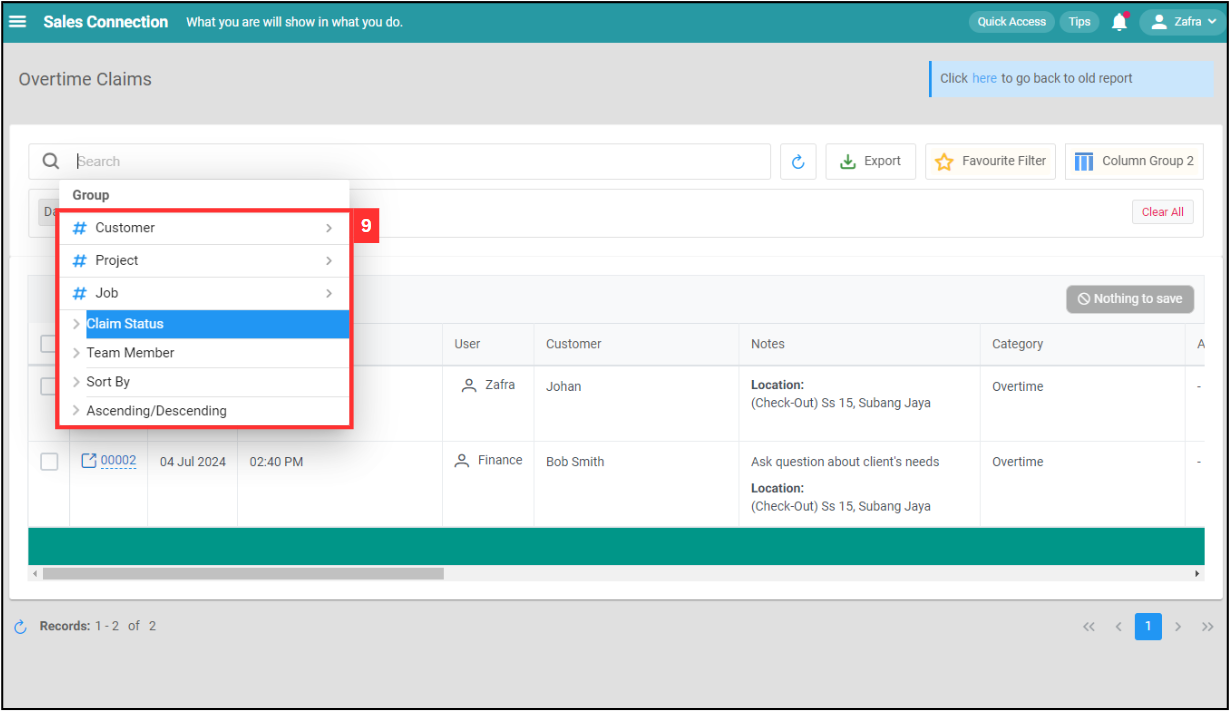 Sales Connection What you are will show in what you do. Quick Access Tips Zafra
Overtime Claims
Click here to go back to old report
Search Export Favourite Filter Column Group 2
Group
Da Clear All
# Customer 9
# Project
# Job
Nothing to save
Claim Status
User Customer Notes Category A
Team Member
Sort By
Zafra Johan Location: Overtime -
(Check-Out) Ss 15, Subang Jaya
Ascending/Descending
00002 04 Jul 2024 02:40 PM Finance Bob Smith Ask question about client's needs Overtime -
Location:
(Check-Out) Ss 15, Subang Jaya
Records: 1 - 2 of 2 << < 1 > >>